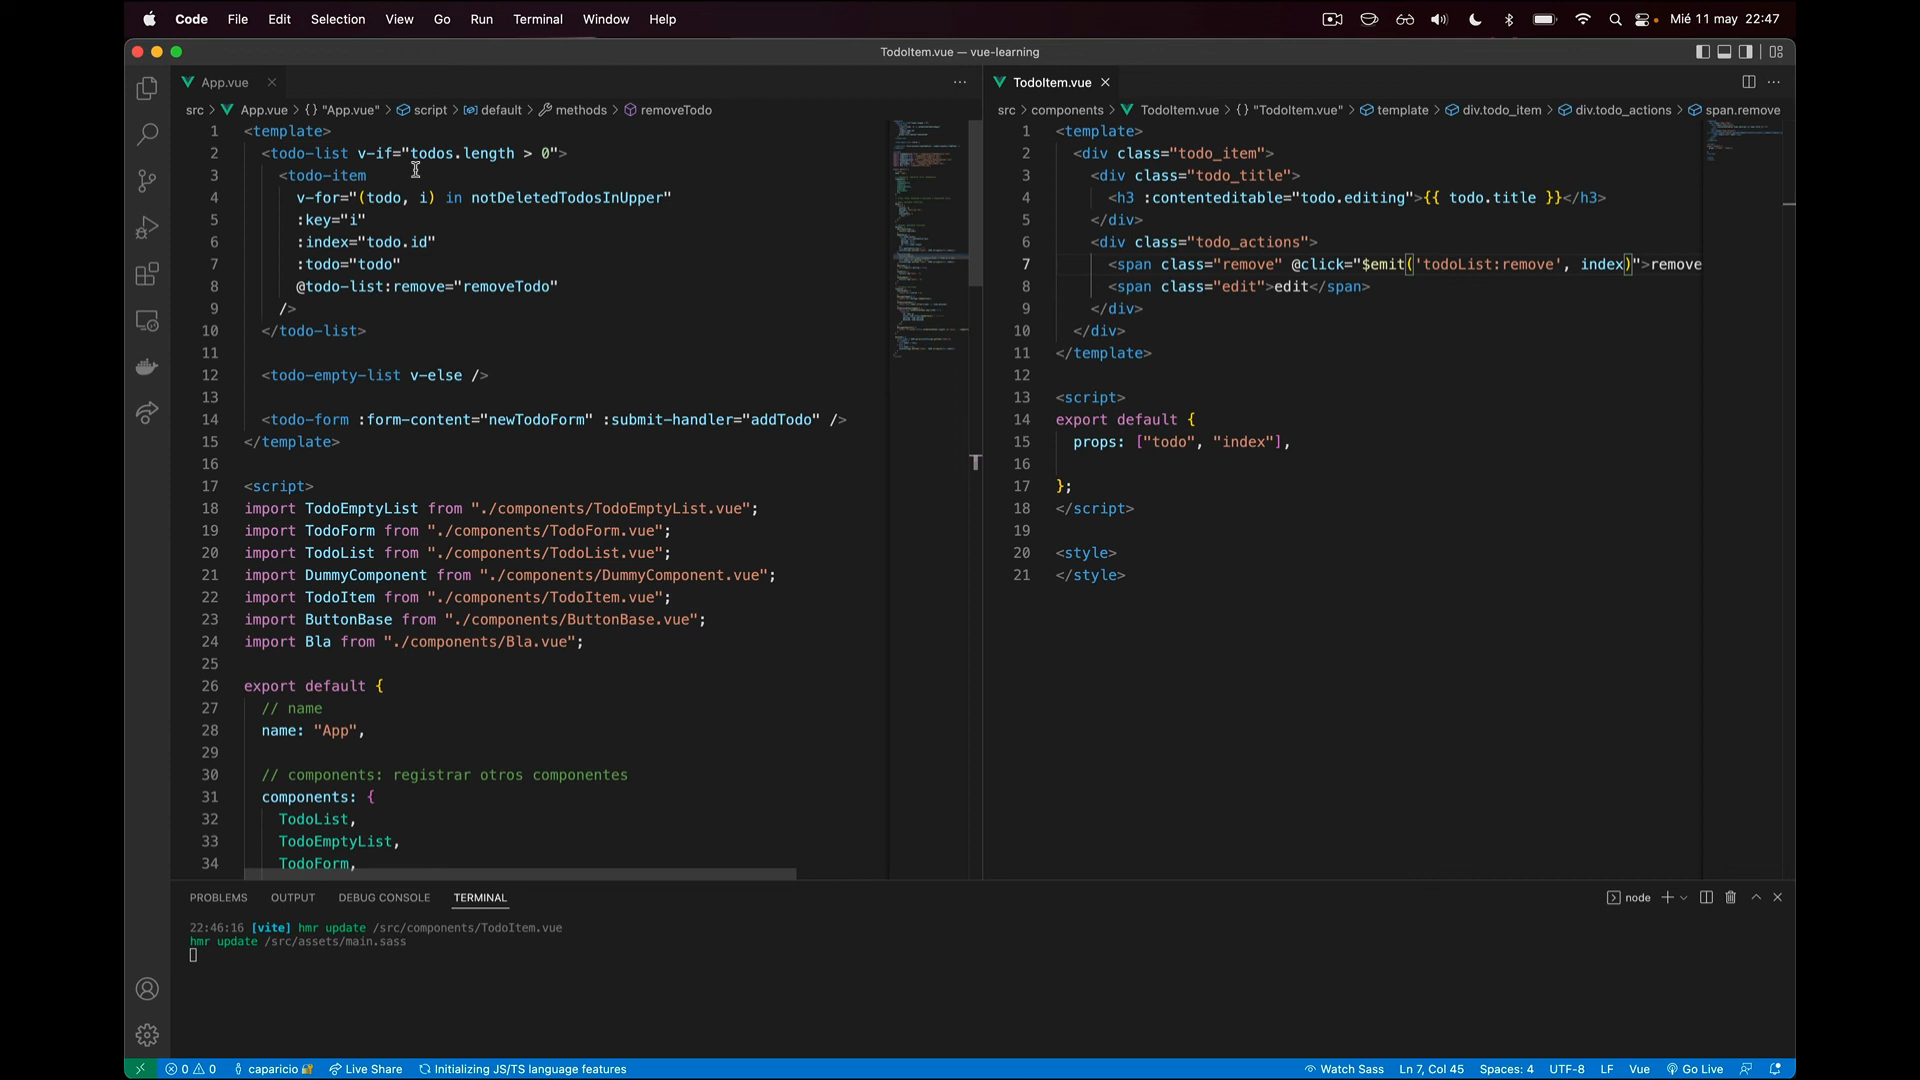 Code File Edit Selection View Go Run Terminal Window Help Mié 11 may 22:47
TodoItem.vue — vue-learning
App.vue
src > App.vue > {} "App.vue" > script > default > methods > removeTodo
1 <template>
2 <todo-list v-if="todos.length > 0">
3 <todo-item
4 v-for="(todo, i) in notDeletedTodosInUpper"
5 :key="i"
6 :index="todo.id"
7 :todo="todo"
8 @todo-list:remove="removeTodo"
9 />
10 </todo-list>
11
12 <todo-empty-list v-else />
13
14 <todo-form :form-content="newTodoForm" :submit-handler="addTodo" />
15 </template>
16
17 <script>
18 import TodoEmptyList from "./components/TodoEmptyList.vue";
19 import TodoForm from "./components/TodoForm.vue";
20 import TodoList from "./components/TodoList.vue";
21 import DummyComponent from "./components/DummyComponent.vue";
22 import TodoItem from "./components/TodoItem.vue";
23 import ButtonBase from "./components/ButtonBase.vue";
24 import Bla from "./components/Bla.vue";
25
26 export default {
27 // name
28 name: "App",
29
30 // components: registrar otros componentes
31 components: {
32 TodoList,
33 TodoEmptyList,
34 TodoForm,
TodoItem.vue
src > components > TodoItem.vue > {} "TodoItem.vue" > template > div.todo_item > div.todo_actions > span.remove
1 <template>
2 <div class="todo_item">
3 <div class="todo_title">
4 <h3 :contenteditable="todo.editing">{{ todo.title }}</h3>
5 </div>
6 <div class="todo_actions">
7 <span class="remove" @click="$emit('todoList:remove', index)">remove
8 <span class="edit">edit</span>
9 </div>
10 </div>
11 </template>
12
13 <script>
14 export default {
15 props: ["todo", "index"],
16
17 };
18 </script>
19
20 <style>
21 </style>
PROBLEMS OUTPUT DEBUG CONSOLE TERMINAL node
22:46:16 [vite] hmr update /src/components/TodoItem.vue
hmr update /src/assets/main.sass
0 0 caparicio Live Share Initializing JS/TS language features Watch Sass Ln 7, Col 45 Spaces: 4 UTF-8 LF Vue Go Live